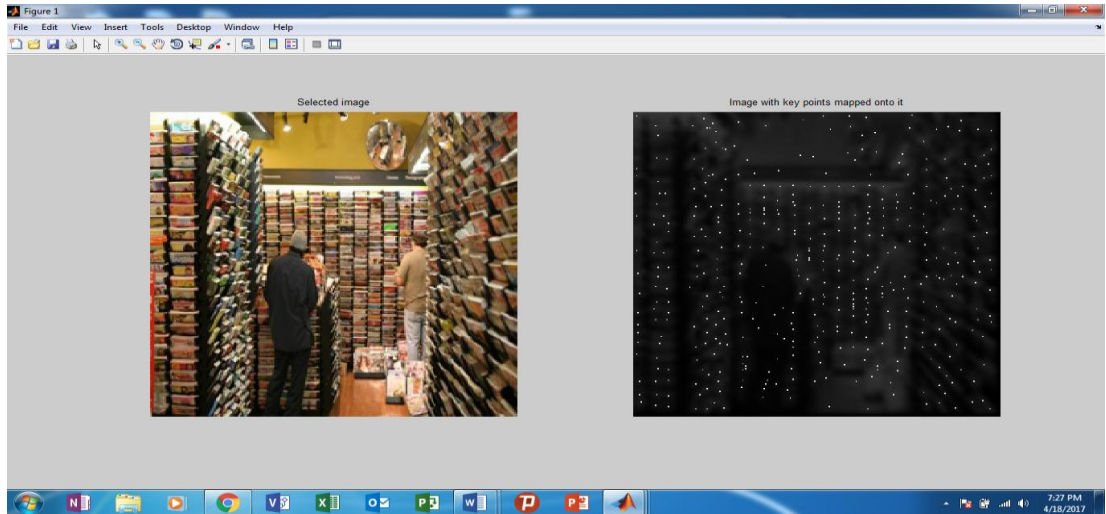 Figure 1
File Edit View Insert Tools Desktop Window Help
Selected image
Image with key points mapped onto it
7:27 PM
4/18/2017